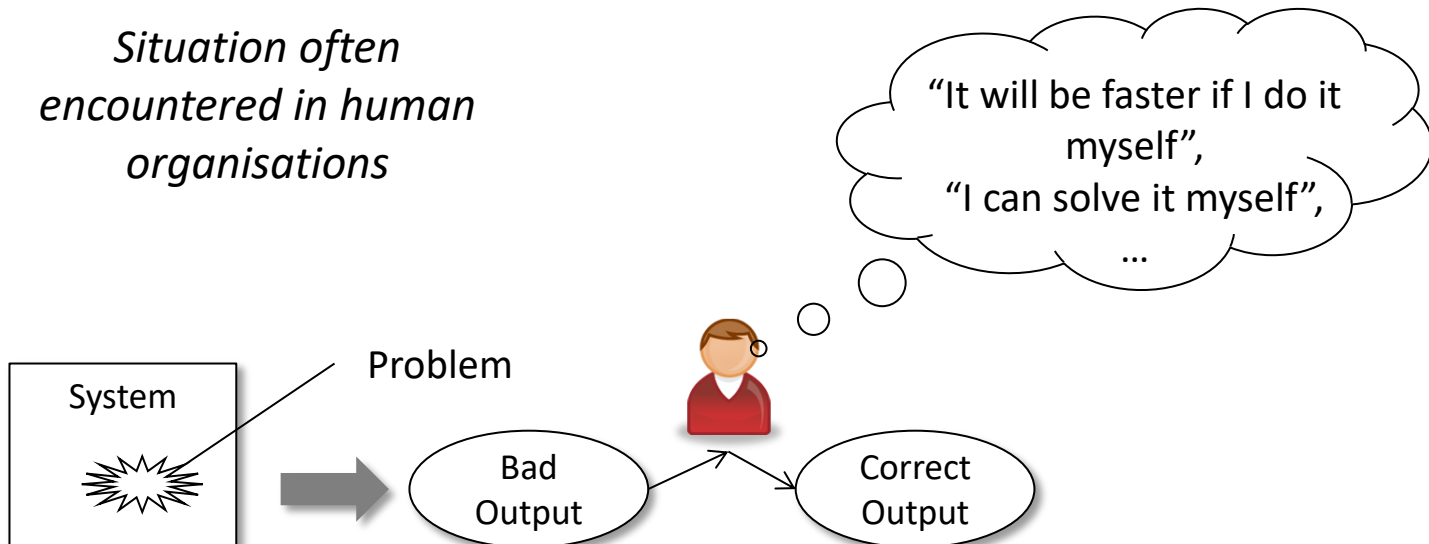 Situation often
encountered in human
organisations
“It will be faster if I do it
myself”,
“I can solve it myself”,
...
Problem
System
Bad
Output
Correct
Output